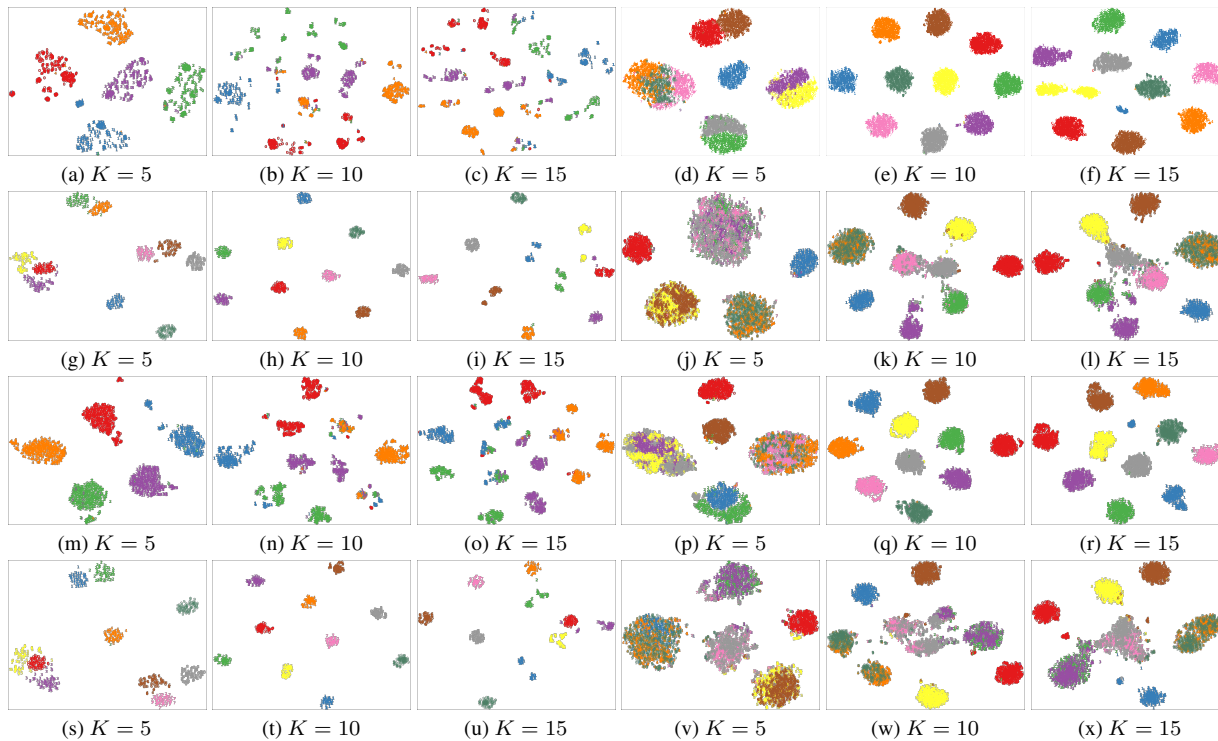 (a) K = 5 (b) K = 10 (c) K = 15 (d) K = 5 (e) K = 10 (f) K = 15
(g) K = 5 (h) K = 10 (i) K = 15 (j) K = 5 (k) K = 10 (l) K = 15
(m) K = 5 (n) K = 10 (o) K = 15 (p) K = 5 (q) K = 10 (r) K = 15
(s) K = 5 (t) K = 10 (u) K = 15 (v) K = 5 (w) K = 10 (x) K = 15